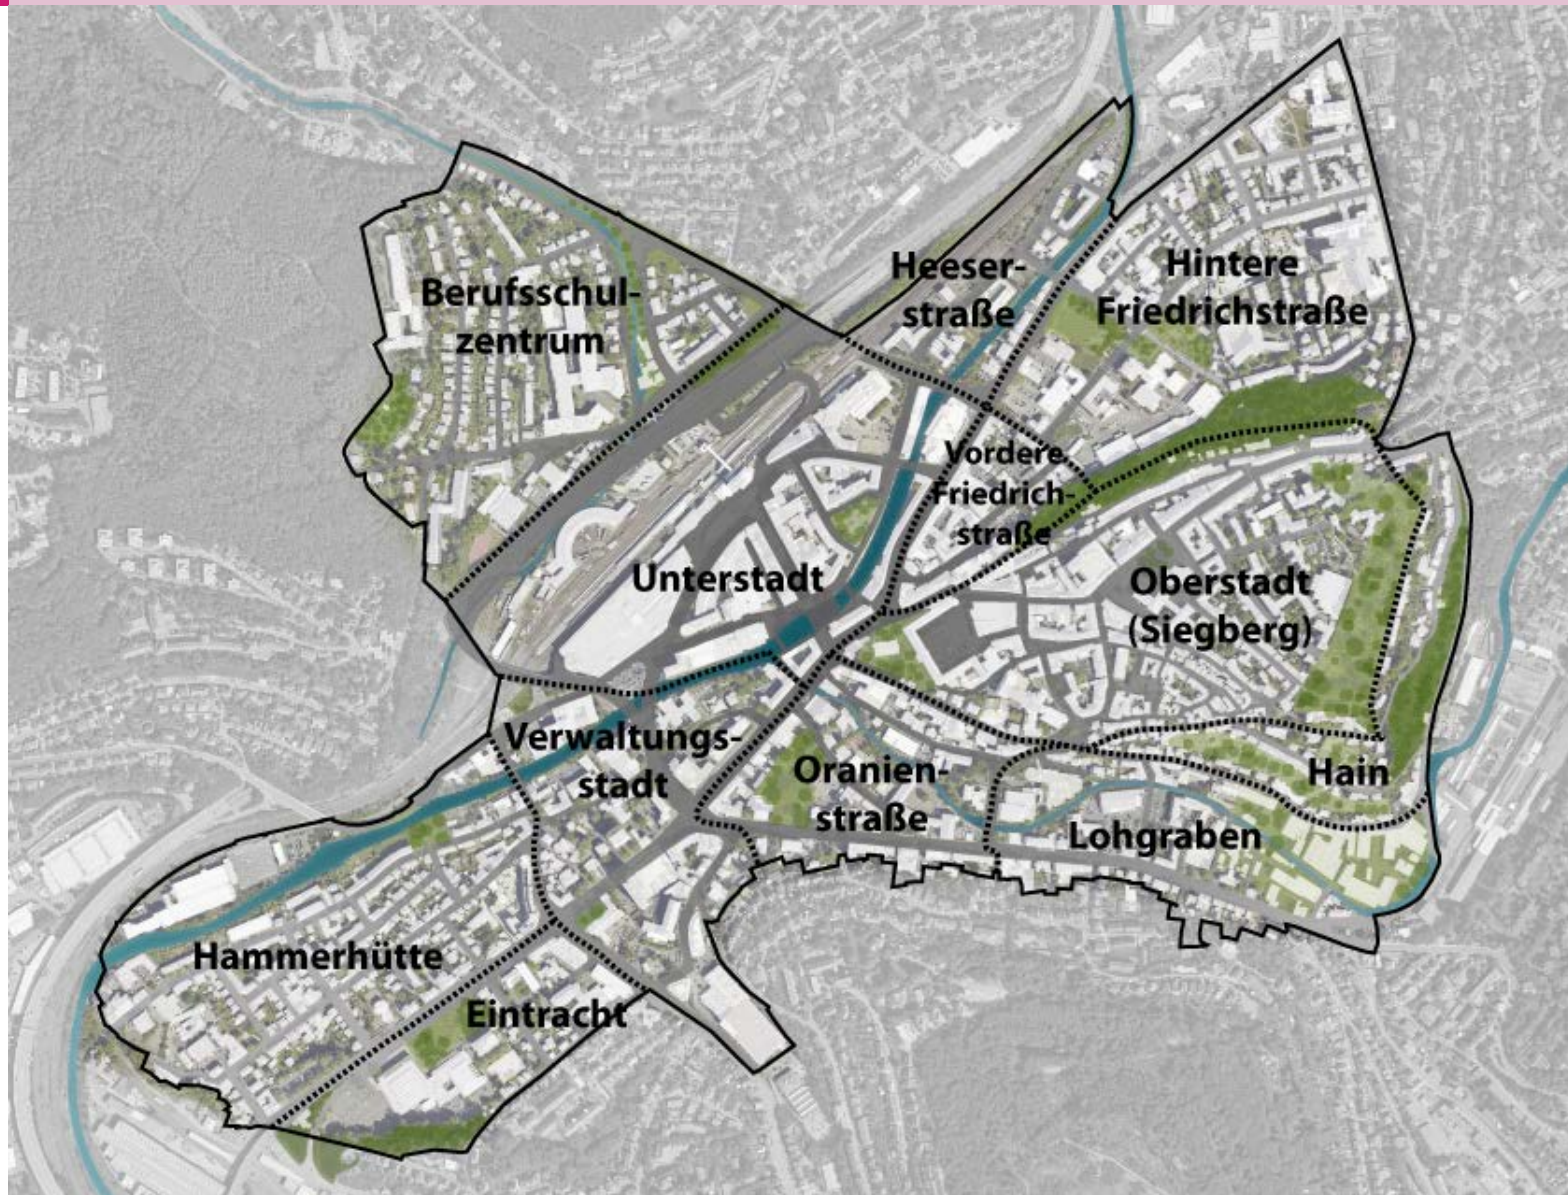 Heeser-
straße
Hintere
Friedrichstraße
Berufsschul-
zentrum
Vordere
Friedrich-
straße
Unterstadt
Oberstadt
(Siegberg)
Verwaltungs-
stadt
Oranien-
straße
Hain
Lohgraben
Hammerhütte
Eintracht